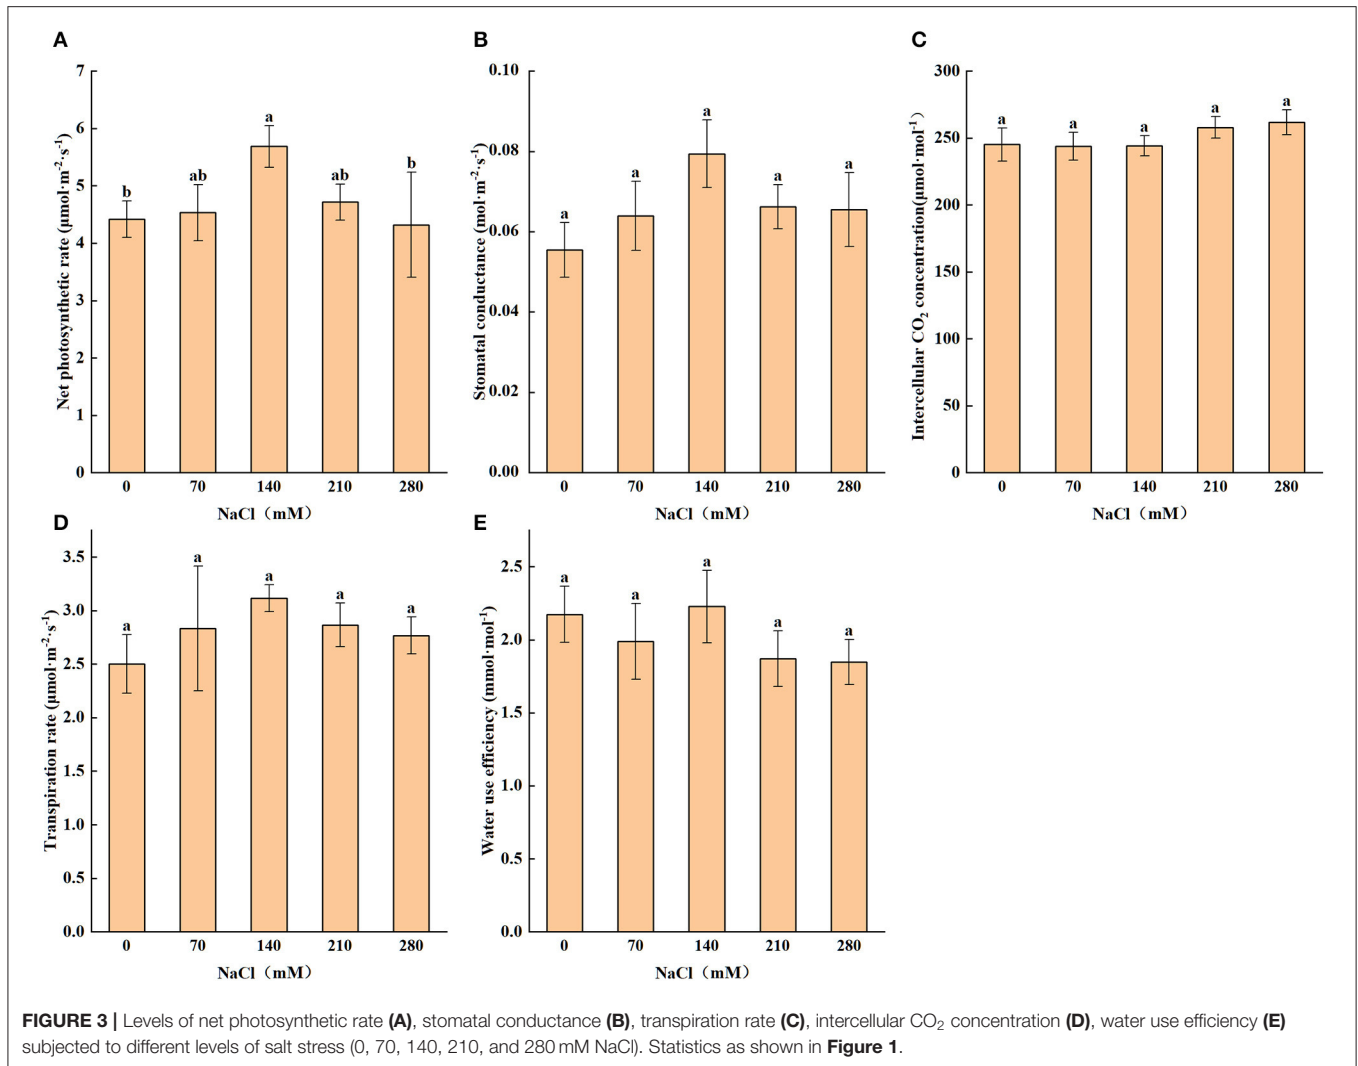 A
Net photosynthetic rate (μmol·m⁻²·s⁻¹)
7
6
5
4
3
2
1
0
b
ab
a
ab
b
0 70 140 210 280
NaCl（mM）
B
Stomatal conductance (mol·m⁻²·s⁻¹)
0.10
0.08
0.06
0.04
0.02
0.00
a
a
a
a
a
0 70 140 210 280
NaCl（mM）
C
Intercellular CO₂ concentration(μmol·mol⁻¹）
300
250
200
150
100
50
0
a
a
a
a
a
0 70 140 210 280
NaCl（mM）
D
Transpiration rate (μmol·m⁻²·s⁻¹)
3.5
3.0
2.5
2.0
1.5
1.0
0.5
0.0
a
a
a
a
a
0 70 140 210 280
NaCl（mM）
E
Water use efficiency (mmol·mol⁻¹)
2.5
2.0
1.5
1.0
0.5
0.0
a
a
a
a
a
0 70 140 210 280
NaCl（mM）
FIGURE 3 | Levels of net photosynthetic rate (A), stomatal conductance (B), transpiration rate (C), intercellular CO₂ concentration (D), water use efficiency (E)
subjected to different levels of salt stress (0, 70, 140, 210, and 280 mM NaCl). Statistics as shown in Figure 1.